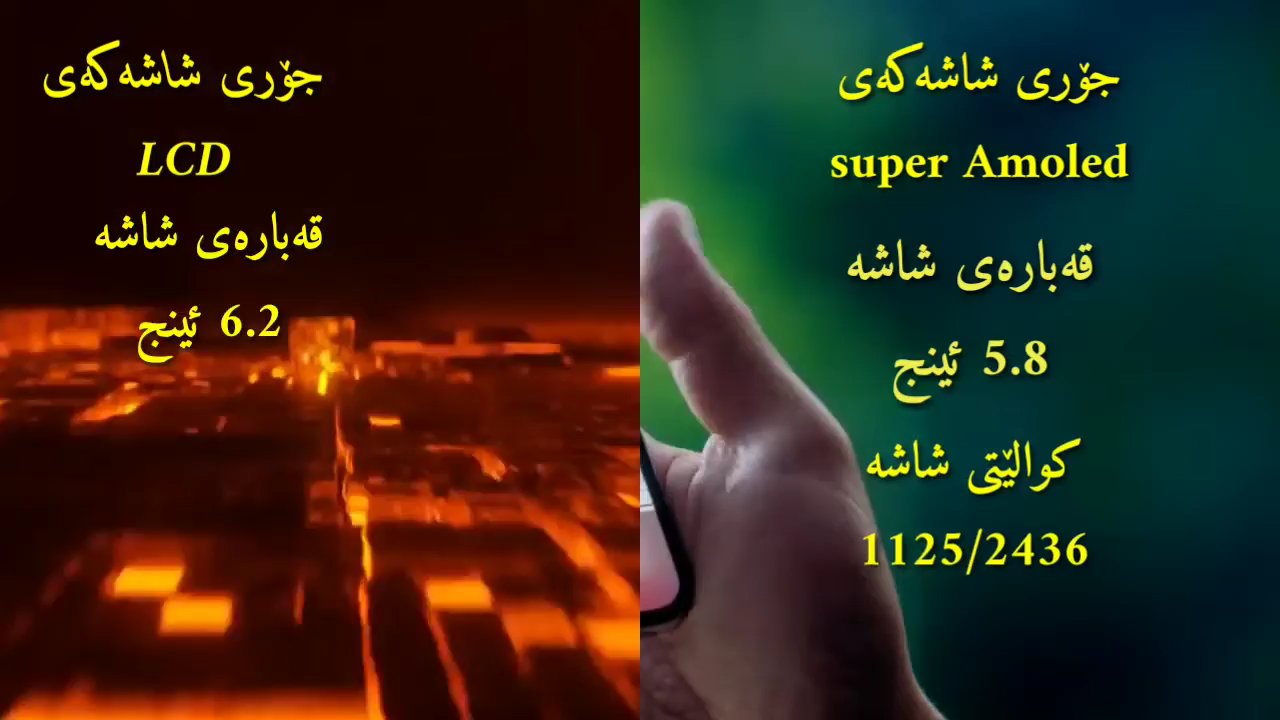 جۆری شاشەکەی
LCD
قەبارەی شاشە
6.2 ئینج
جۆری شاشەکەی
super Amoled
قەبارەی شاشە
5.8 ئینج
کوالێتی شاشە
1125/2436